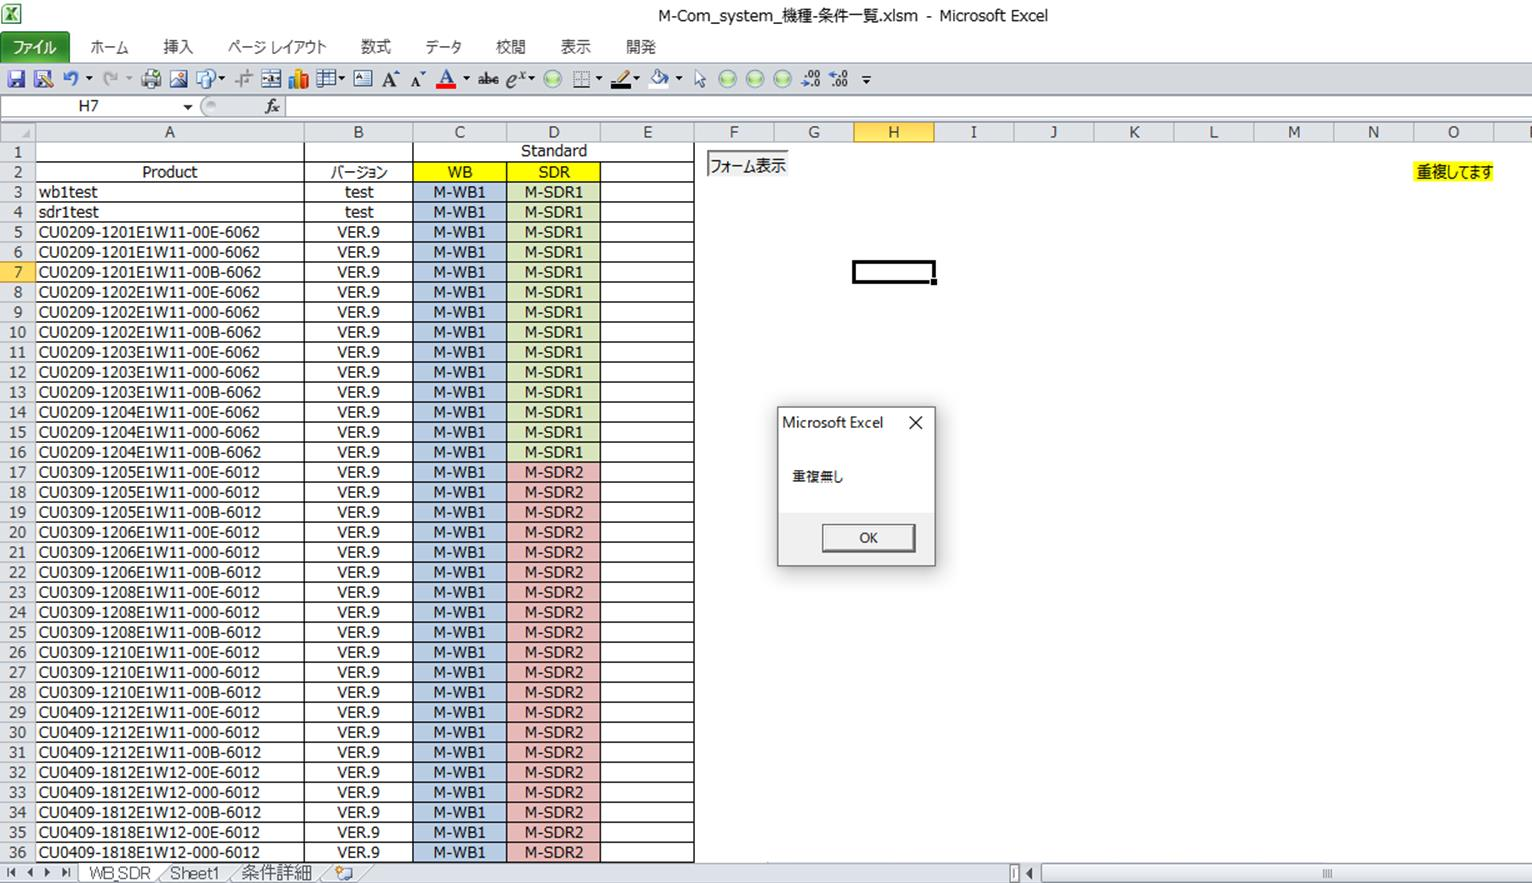 M-Com_system_機種-条件一覧.xlsm - Microsoft Excel
ファイル ホーム 挿入 ページ レイアウト 数式 データ 校閲 表示 開発
H7 fx
A B C D E F G H I J K L M N O
1 Standard
2 Product バージョン WB SDR フォーム表示 重複してます
3 wb1test test M-WB1 M-SDR1
4 sdr1test test M-WB1 M-SDR1
5 CU0209-1201E1W11-00E-6062 VER.9 M-WB1 M-SDR1
6 CU0209-1201E1W11-000-6062 VER.9 M-WB1 M-SDR1
7 CU0209-1201E1W11-00B-6062 VER.9 M-WB1 M-SDR1
8 CU0209-1202E1W11-00E-6062 VER.9 M-WB1 M-SDR1
9 CU0209-1202E1W11-000-6062 VER.9 M-WB1 M-SDR1
10 CU0209-1202E1W11-00B-6062 VER.9 M-WB1 M-SDR1
11 CU0209-1203E1W11-00E-6062 VER.9 M-WB1 M-SDR1
12 CU0209-1203E1W11-000-6062 VER.9 M-WB1 M-SDR1
13 CU0209-1203E1W11-00B-6062 VER.9 M-WB1 M-SDR1
14 CU0209-1204E1W11-00E-6062 VER.9 M-WB1 M-SDR1
15 CU0209-1204E1W11-000-6062 VER.9 M-WB1 M-SDR1
16 CU0209-1204E1W11-00B-6062 VER.9 M-WB1 M-SDR1
17 CU0309-1205E1W11-00E-6012 VER.9 M-WB1 M-SDR2
18 CU0309-1205E1W11-000-6012 VER.9 M-WB1 M-SDR2
19 CU0309-1205E1W11-00B-6012 VER.9 M-WB1 M-SDR2
20 CU0309-1206E1W11-00E-6012 VER.9 M-WB1 M-SDR2
21 CU0309-1206E1W11-000-6012 VER.9 M-WB1 M-SDR2
22 CU0309-1206E1W11-00B-6012 VER.9 M-WB1 M-SDR2
23 CU0309-1208E1W11-00E-6012 VER.9 M-WB1 M-SDR2
24 CU0309-1208E1W11-000-6012 VER.9 M-WB1 M-SDR2
25 CU0309-1208E1W11-00B-6012 VER.9 M-WB1 M-SDR2
26 CU0309-1210E1W11-00E-6012 VER.9 M-WB1 M-SDR2
27 CU0309-1210E1W11-000-6012 VER.9 M-WB1 M-SDR2
28 CU0309-1210E1W11-00B-6012 VER.9 M-WB1 M-SDR2
29 CU0409-1212E1W11-00E-6012 VER.9 M-WB1 M-SDR2
30 CU0409-1212E1W11-000-6012 VER.9 M-WB1 M-SDR2
31 CU0409-1212E1W11-00B-6012 VER.9 M-WB1 M-SDR2
32 CU0409-1812E1W12-00E-6012 VER.9 M-WB1 M-SDR2
33 CU0409-1812E1W12-000-6012 VER.9 M-WB1 M-SDR2
34 CU0409-1812E1W12-00B-6012 VER.9 M-WB1 M-SDR2
35 CU0409-1818E1W12-00E-6012 VER.9 M-WB1 M-SDR2
36 CU0409-1818E1W12-000-6012 VER.9 M-WB1 M-SDR2
Microsoft Excel
重複無し
OK
WB_SDR Sheet1 条件詳細